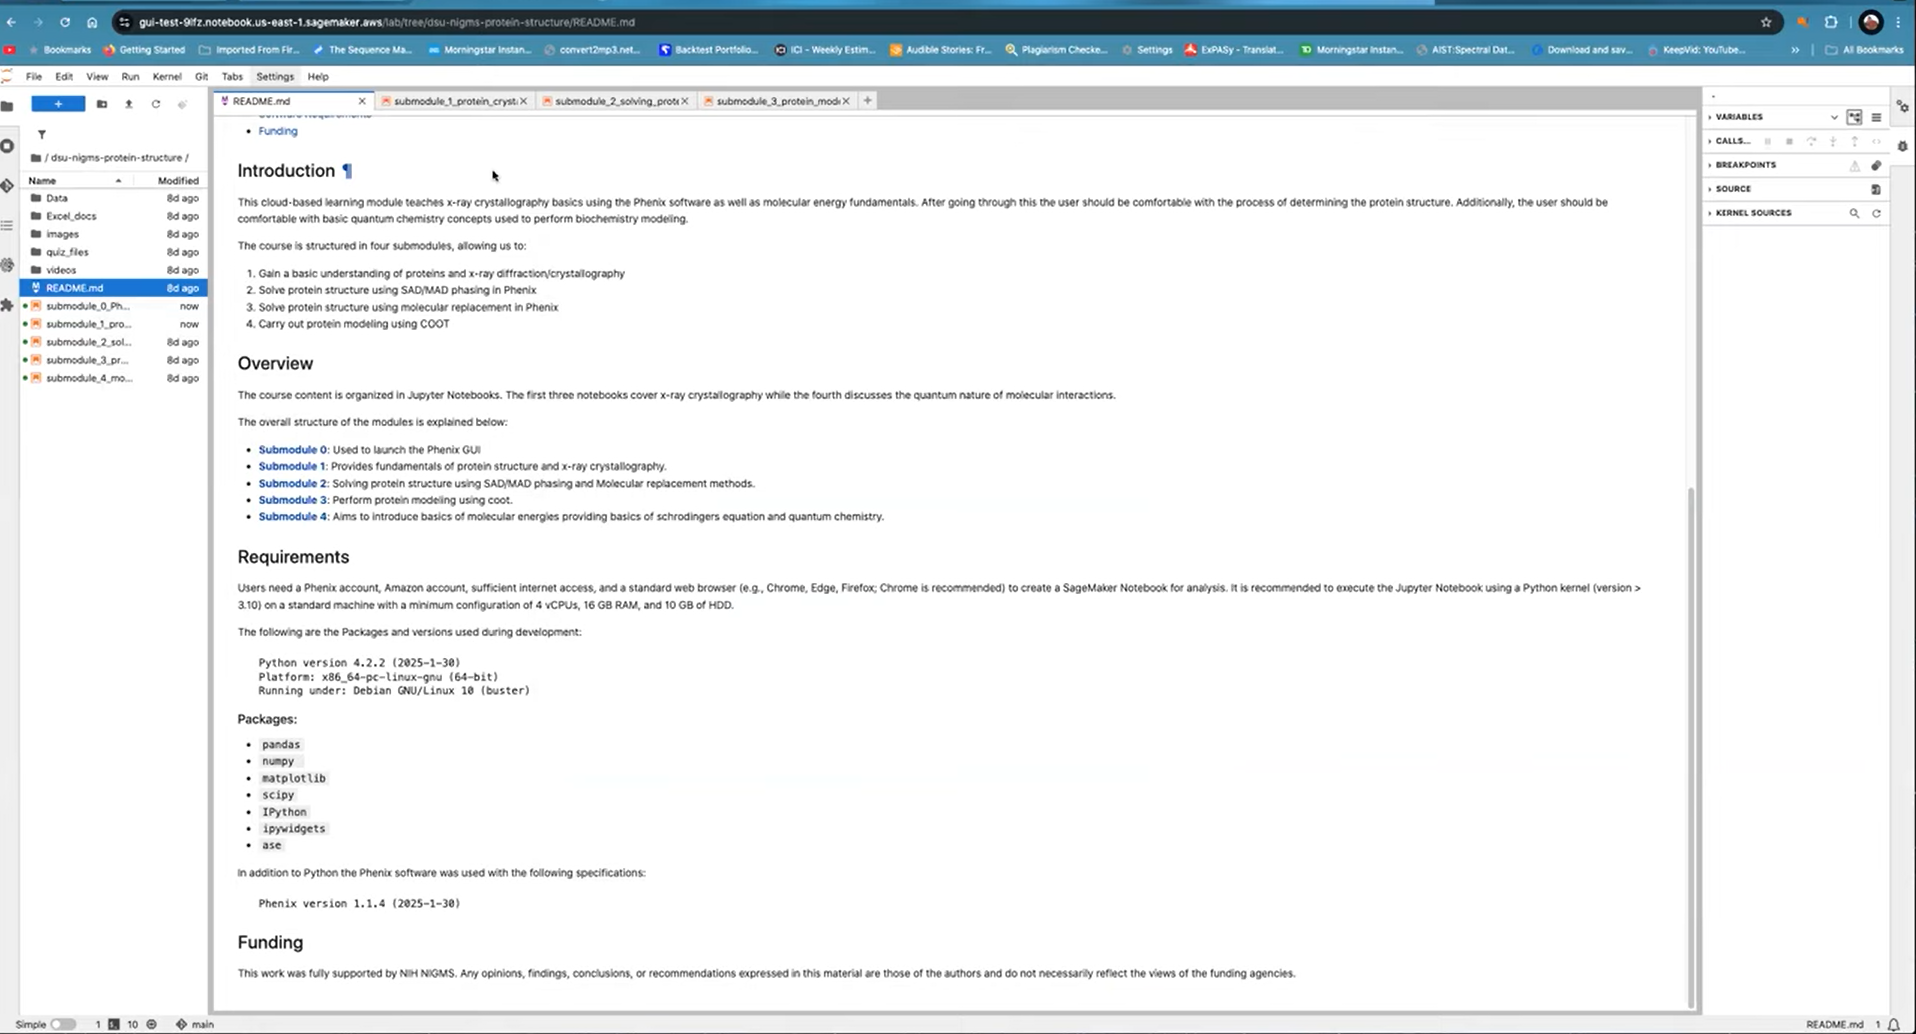 gui-test-9lfz.notebook.us-east-1.sagemaker.aws/lab/tree/dsu-nigms-protein-structure/README.md
Bookmarks Getting Started Imported From Fir... The Sequence Ma... Morningstar Instan... convert2mp3.net... Backtest Portfolio... ICI - Weekly Estim... Audible Stories: Fr... Plagiarism Checke... Settings ExPASy - Translat... Morningstar Instan... AIST:Spectral Dat... Download and sav... KeepVid: YouTube... » All Bookmarks
File Edit View Run Kernel Git Tabs Settings Help
README.md submodule_1_protein_cryst: submodule_2_solving_prote submodule_3_protein_mod
/ dsu-nigms-protein-structure /
Name Modified
Data 8d ago
Excel_docs 8d ago
images 8d ago
quiz_files 8d ago
videos 8d ago
README.md 8d ago
submodule_0_Ph... now
submodule_1_pro... now
submodule_2_sol... 8d ago
submodule_3_pr... 8d ago
submodule_4_mo... 8d ago
Software Requirements
• Funding
Introduction ¶
This cloud-based learning module teaches x-ray crystallography basics using the Phenix software as well as molecular energy fundamentals. After going through this the user should be comfortable with the process of determining the protein structure. Additionally, the user should be
comfortable with basic quantum chemistry concepts used to perform biochemistry modeling.
The course is structured in four submodules, allowing us to:
1. Gain a basic understanding of proteins and x-ray diffraction/crystallography
2. Solve protein structure using SAD/MAD phasing in Phenix
3. Solve protein structure using molecular replacement in Phenix
4. Carry out protein modeling using COOT
Overview
The course content is organized in Jupyter Notebooks. The first three notebooks cover x-ray crystallography while the fourth discusses the quantum nature of molecular interactions.
The overall structure of the modules is explained below:
• Submodule 0: Used to launch the Phenix GUI
• Submodule 1: Provides fundamentals of protein structure and x-ray crystallography.
• Submodule 2: Solving protein structure using SAD/MAD phasing and Molecular replacement methods.
• Submodule 3: Perform protein modeling using coot.
• Submodule 4: Aims to introduce basics of molecular energies providing basics of schrodingers equation and quantum chemistry.
Requirements
Users need a Phenix account, Amazon account, sufficient internet access, and a standard web browser (e.g., Chrome, Edge, Firefox; Chrome is recommended) to create a SageMaker Notebook for analysis. It is recommended to execute the Jupyter Notebook using a Python kernel (version >
3.10) on a standard machine with a minimum configuration of 4 vCPUs, 16 GB RAM, and 10 GB of HDD.
The following are the Packages and versions used during development:
Python version 4.2.2 (2025-1-30)
Platform: x86_64-pc-linux-gnu (64-bit)
Running under: Debian GNU/Linux 10 (buster)
Packages:
• pandas
• numpy
• matplotlib
• scipy
• IPython
• ipywidgets
• ase
In addition to Python the Phenix software was used with the following specifications:
Phenix version 1.1.4 (2025-1-30)
Funding
This work was fully supported by NIH NIGMS. Any opinions, findings, conclusions, or recommendations expressed in this material are those of the authors and do not necessarily reflect the views of the funding agencies.
VARIABLES
CALLS...
BREAKPOINTS
SOURCE
KERNEL SOURCES
Simple 1 10 main README.md 1